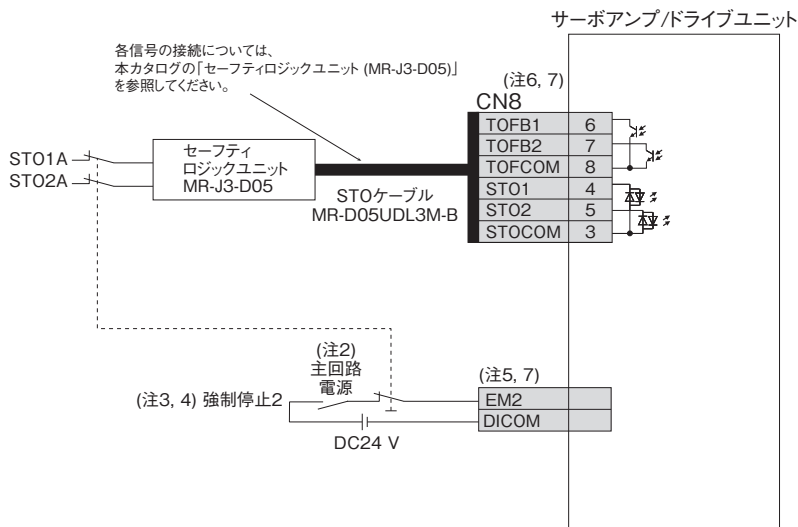 サーボアンプ/ドライブユニット
各信号の接続については、
本カタログの「セーフティロジックユニット (MR-J3-D05)」
を参照してください。
(注6, 7)
CN8
TOFB1 6
TOFB2 7
TOFCOM 8
STO1 4
STO2 5
STOCOM 3
STO1A
STO2A
セーフティ
ロジックユニット
MR-J3-D05
STOケーブル
MR-D05UDL3M-B
(注2)
主回路
電源
(注3, 4) 強制停止2
DC24 V
(注5, 7)
EM2
DICOM